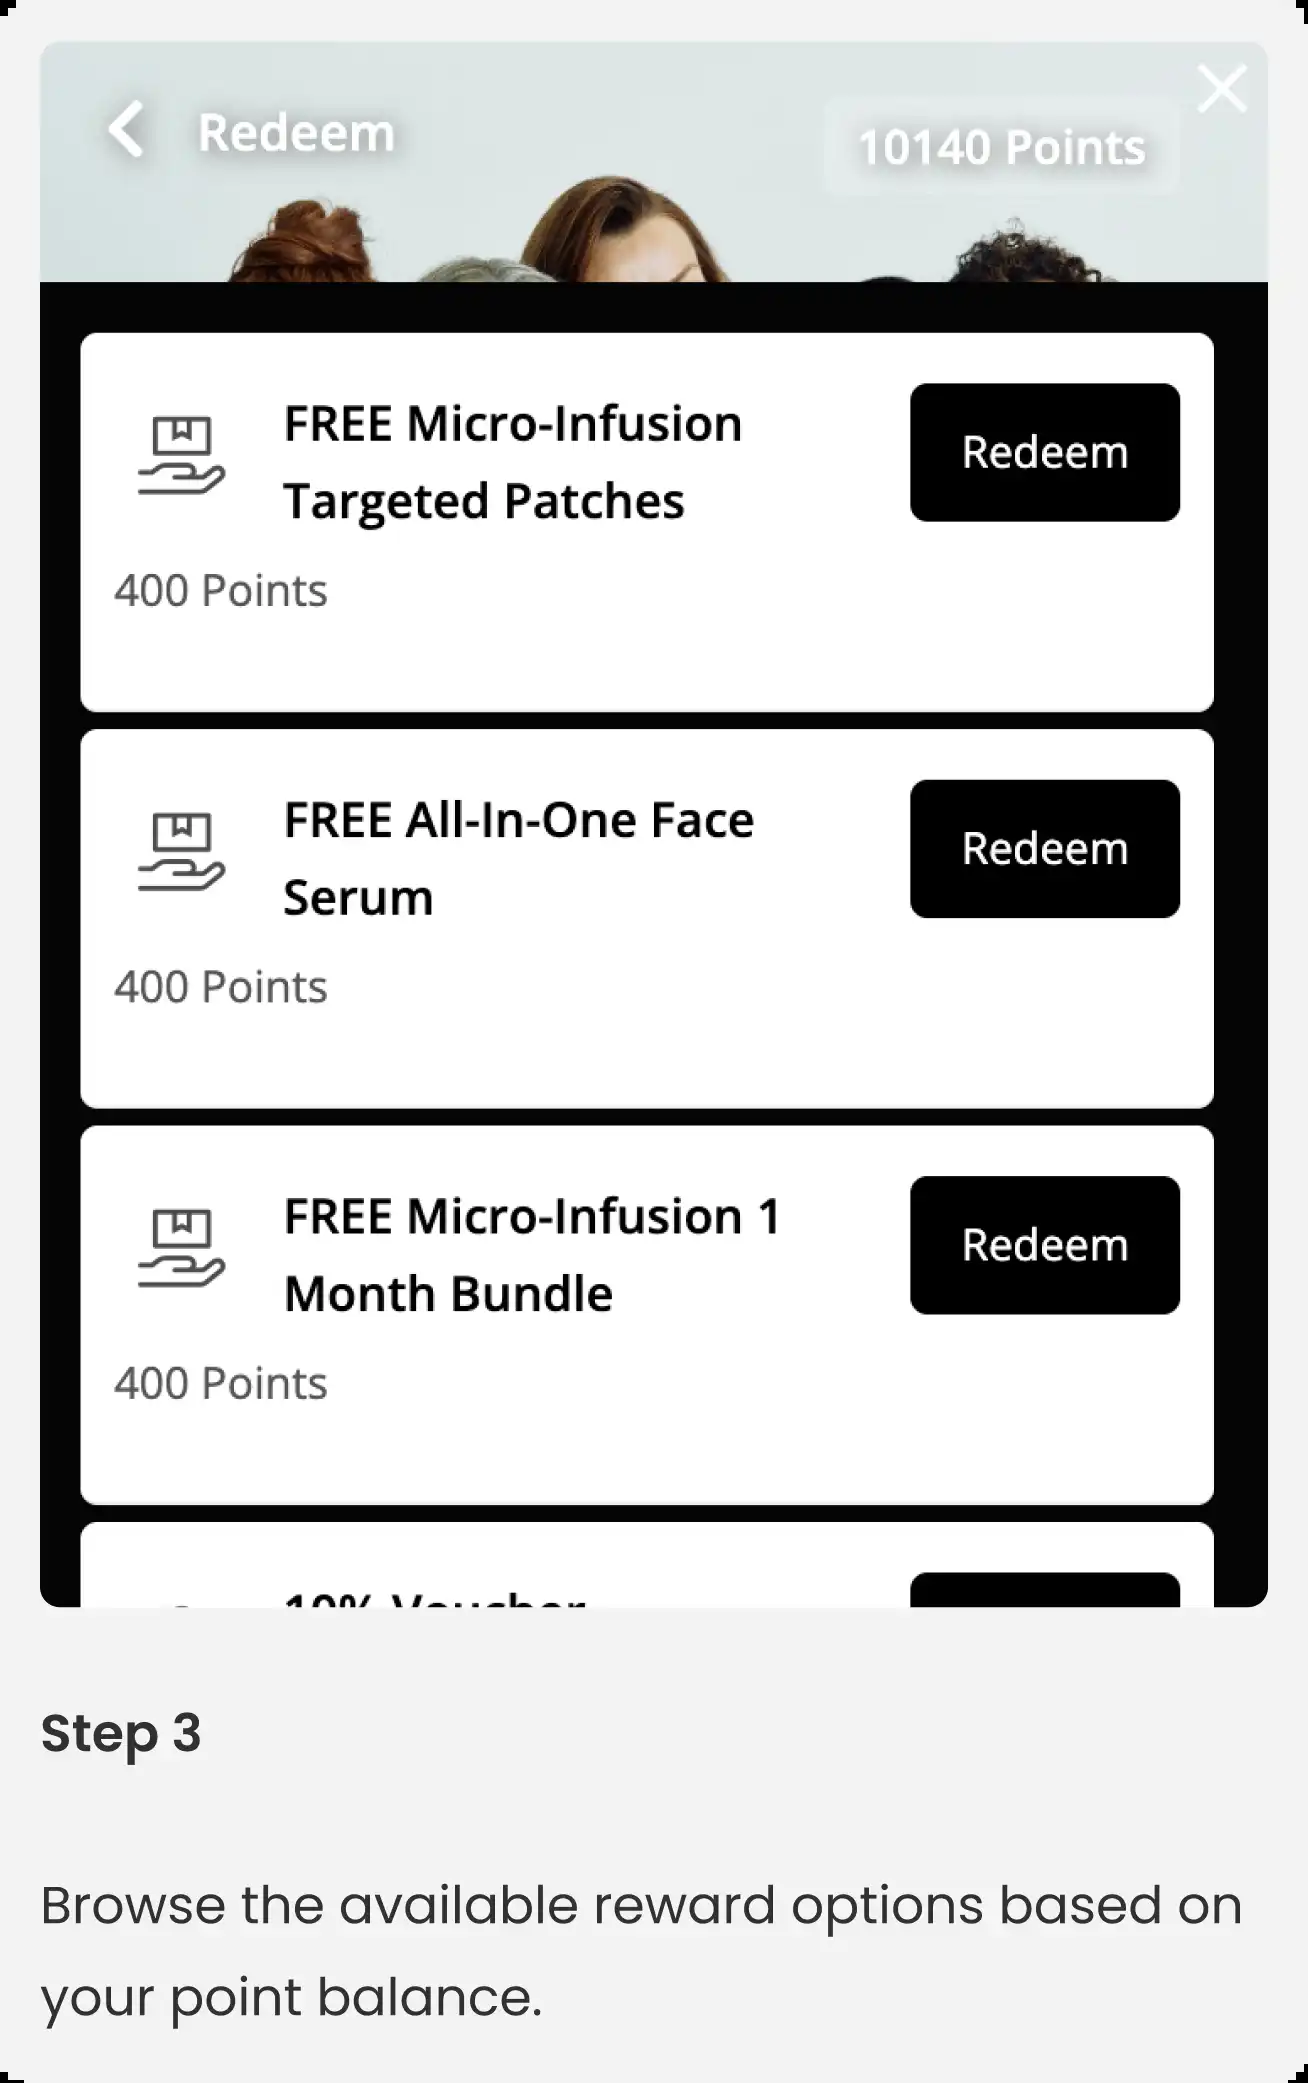 Redeem
10140 Points
FREE Micro-Infusion
Targeted Patches
Redeem
400 Points
FREE All-In-One Face
Serum
Redeem
400 Points
FREE Micro-Infusion 1
Month Bundle
Redeem
400 Points
10% Voucher
Step 3
Browse the available reward options based on
your point balance.